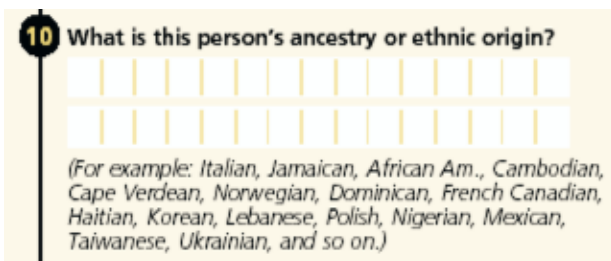 10 What is this person's ancestry or ethnic origin?
(For example: Italian, Jamaican, African Am., Cambodian,
Cape Verdean, Norwegian, Dominican, French Canadian,
Haitian, Korean, Lebanese, Polish, Nigerian, Mexican,
Taiwanese, Ukrainian, and so on.)